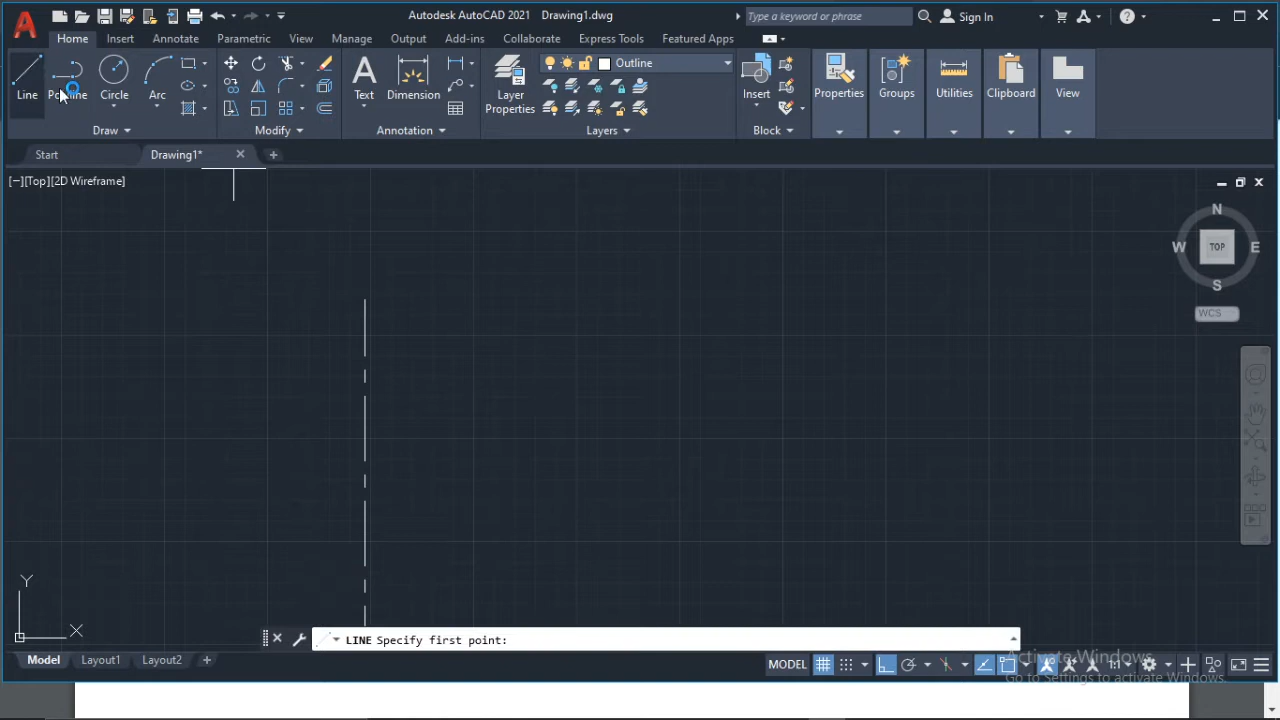 Autodesk AutoCAD 2021 Drawing1.dwg
Type a keyword or phrase
Sign In
Home Insert Annotate Parametric View Manage Output Add-ins Collaborate Express Tools Featured Apps
Outline
Line Polyline Circle Arc Text Dimension Layer Properties Insert Properties Groups Utilities Clipboard View
Draw Modify Annotation Layers Block
Start Drawing1*
[−][Top][2D Wireframe]
N
W TOP E
S
WCS
Y
X
LINE Specify first point:
Model Layout1 Layout2 MODEL 1:1
Activate Windows
Go to Settings to activate Windows.